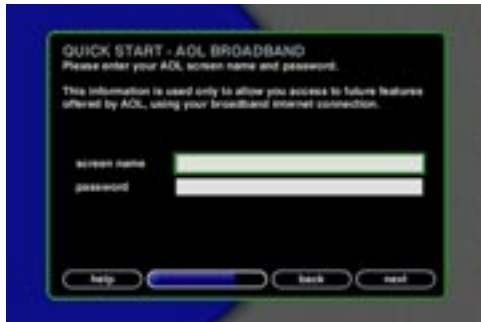 QUICK START - AOL BROADBAND
Please enter your AOL screen name and password.
This information is used only to allow you access to future features
offered by AOL, using your broadband internet connection.
screen name
password
help back next